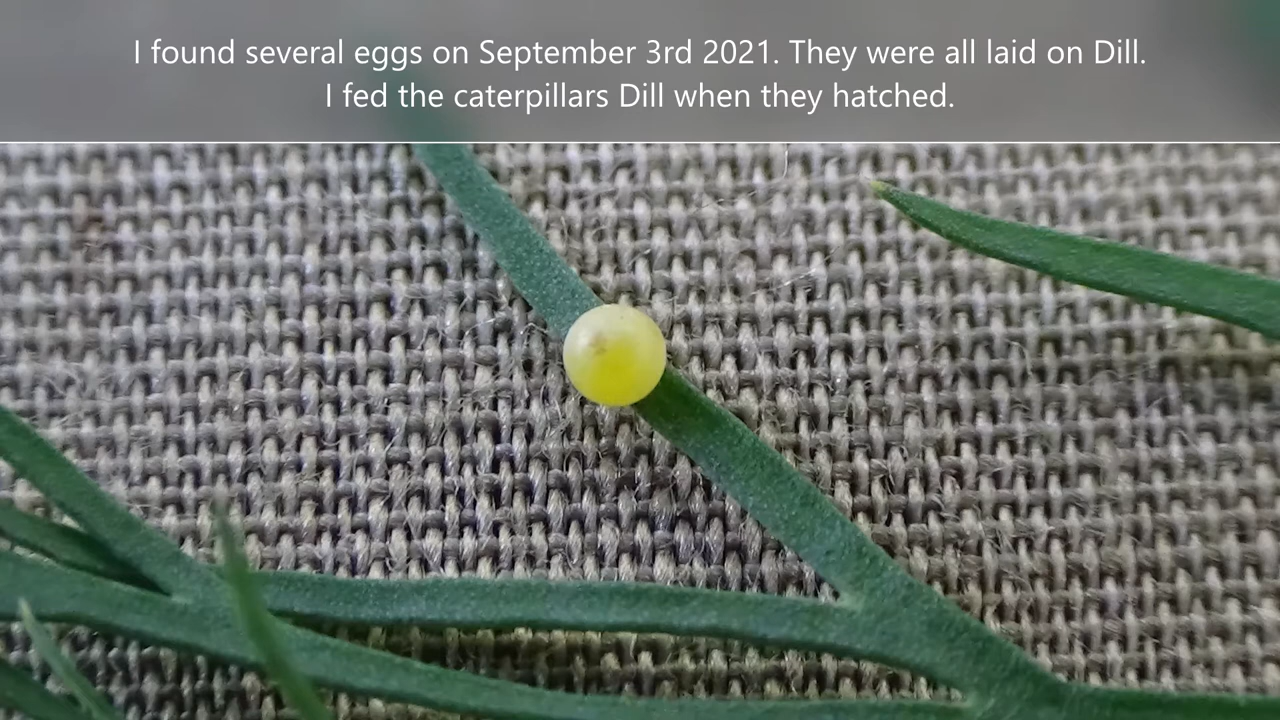 I found several eggs on September 3rd 2021. They were all laid on Dill.
I fed the caterpillars Dill when they hatched.